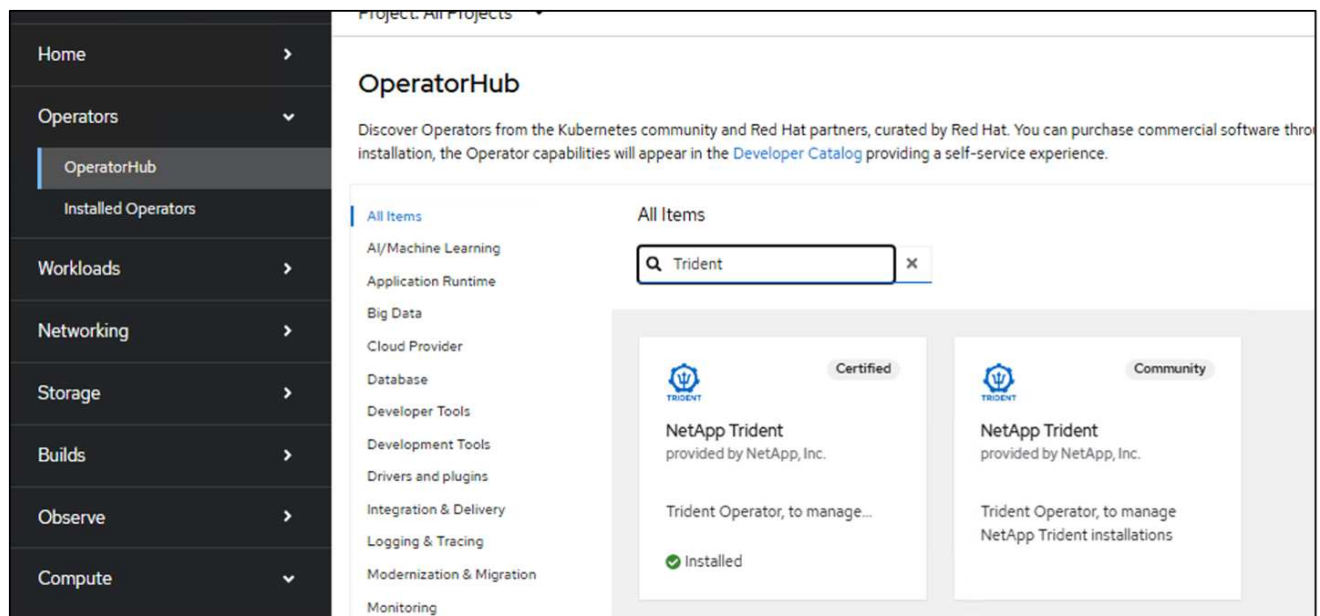 Project: All Projects
Home
Operators
OperatorHub
Installed Operators
Workloads
Networking
Storage
Builds
Observe
Compute
OperatorHub
Discover Operators from the Kubernetes community and Red Hat partners, curated by Red Hat. You can purchase commercial software
installation, the Operator capabilities will appear in the Developer Catalog providing a self-service experience.
All Items
AI/Machine Learning
Application Runtime
Big Data
Cloud Provider
Database
Developer Tools
Development Tools
Drivers and plugins
Integration & Delivery
Logging & Tracing
Modernization & Migration
Monitoring
All Items
Trident
Certified
TRIDENT
NetApp Trident
provided by NetApp, Inc.
Trident Operator, to manage...
Installed
Community
TRIDENT
NetApp Trident
provided by NetApp, Inc.
Trident Operator, to manage
NetApp Trident installations